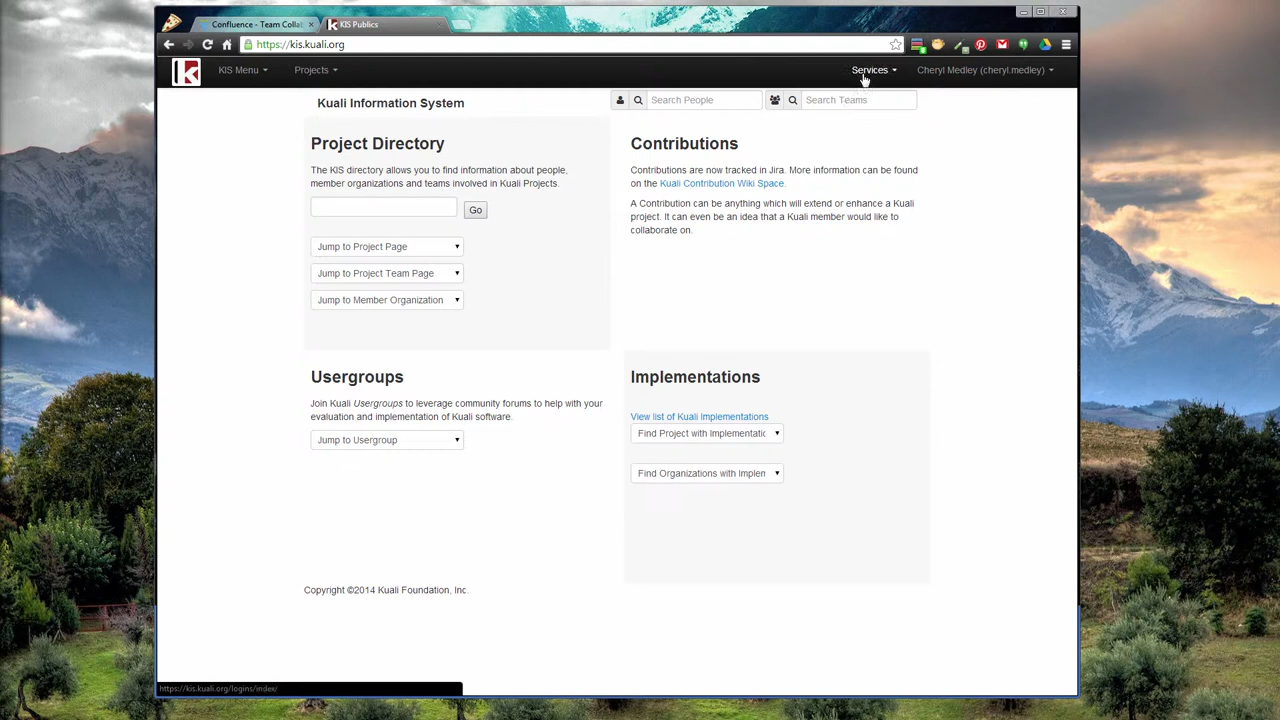 Confluence - Team Collab
KIS Publics
https://kis.kuali.org
KIS Menu
Projects
Services
Cheryl Medley (cheryl.medley)
Kuali Information System
Search People
Search Teams
Project Directory
The KIS directory allows you to find information about people,
member organizations and teams involved in Kuali Projects.
Go
Jump to Project Page
Jump to Project Team Page
Jump to Member Organization
Contributions
Contributions are now tracked in Jira. More information can be found
on the Kuali Contribution Wiki Space.
A Contribution can be anything which will extend or enhance a Kuali
project. It can even be an idea that a Kuali member would like to
collaborate on.
Usergroups
Join Kuali Usergroups to leverage community forums to help with your
evaluation and implementation of Kuali software.
Jump to Usergroup
Implementations
View list of Kuali Implementations
Find Project with Implementatic
Find Organizations with Implen
Copyright ©2014 Kuali Foundation, Inc.
https://kis.kuali.org/logins/index/